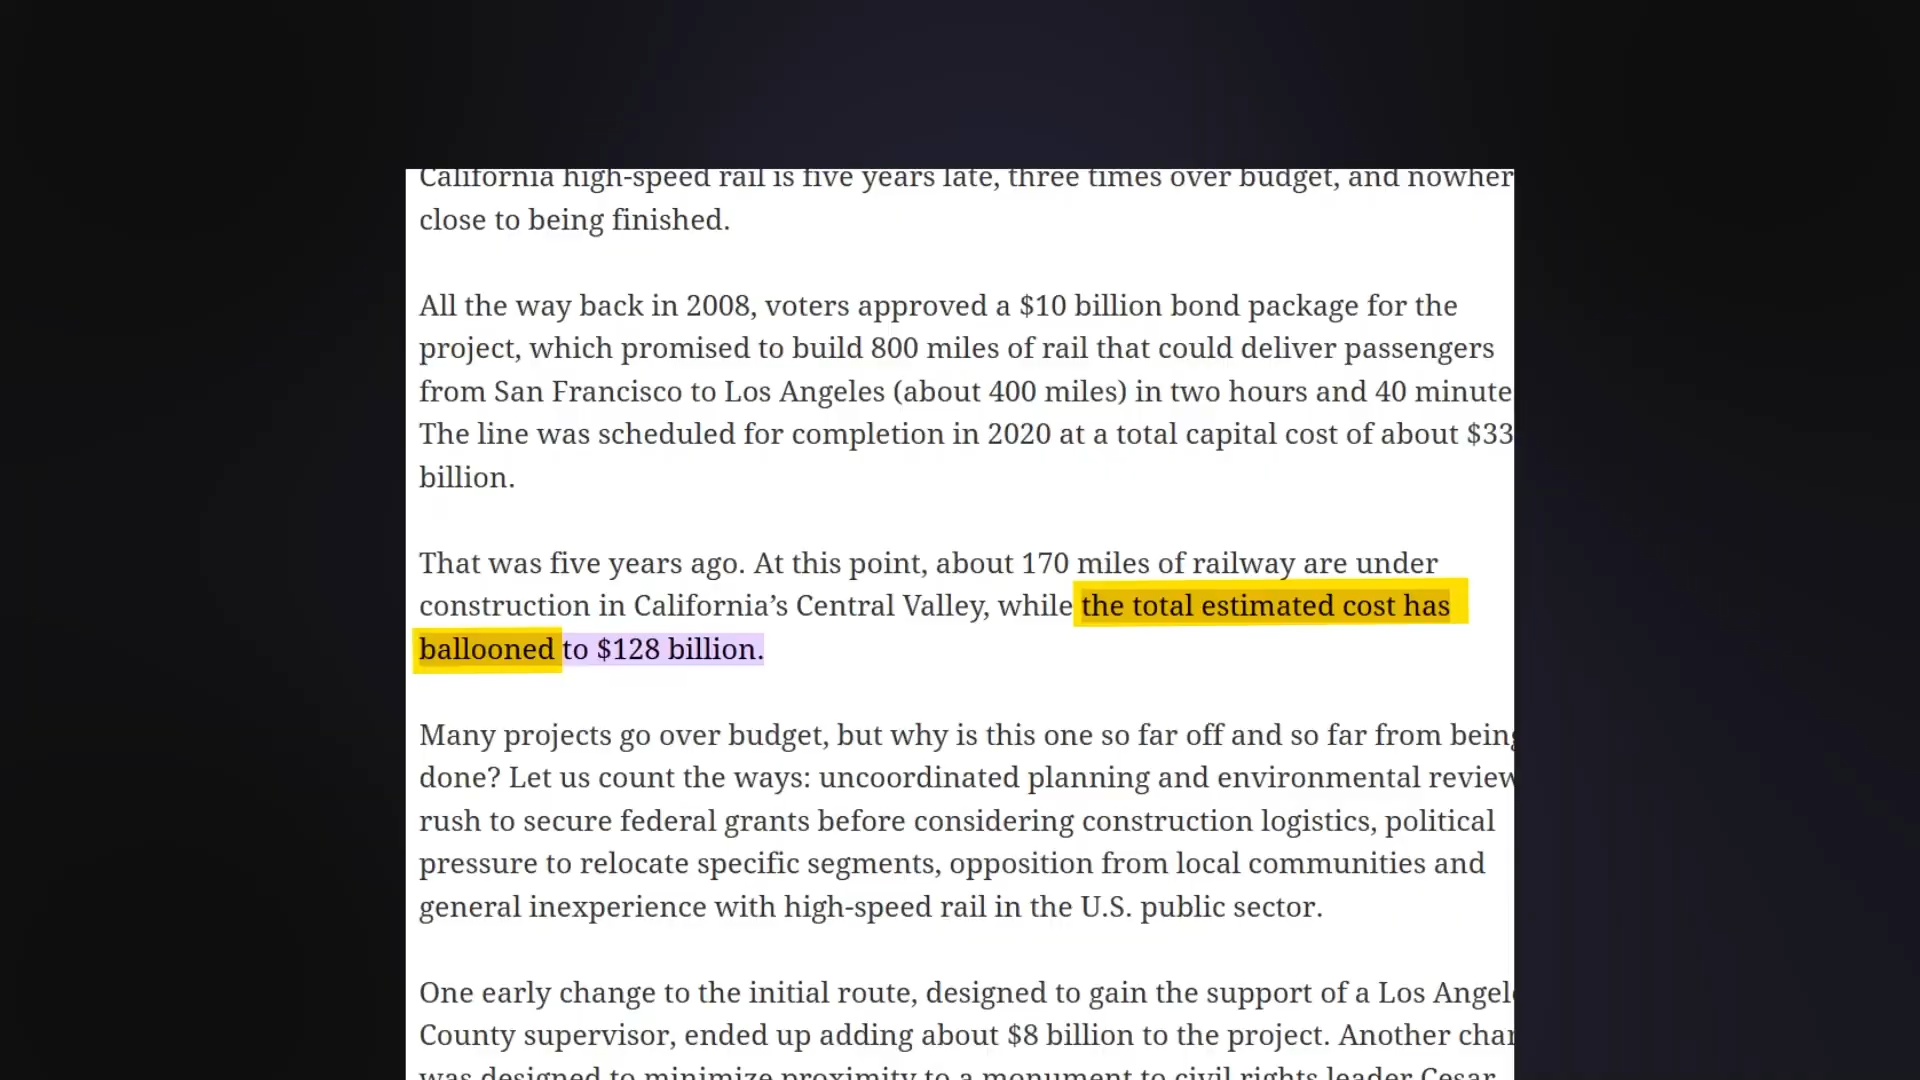 California high-speed rail is five years late, three times over budget, and nowher
close to being finished.
All the way back in 2008, voters approved a $10 billion bond package for the
project, which promised to build 800 miles of rail that could deliver passengers
from San Francisco to Los Angeles (about 400 miles) in two hours and 40 minute
The line was scheduled for completion in 2020 at a total capital cost of about $33
billion.
That was five years ago. At this point, about 170 miles of railway are under
construction in California’s Central Valley, while the total estimated cost has
ballooned to $128 billion.
Many projects go over budget, but why is this one so far off and so far from being
done? Let us count the ways: uncoordinated planning and environmental review
rush to secure federal grants before considering construction logistics, political
pressure to relocate specific segments, opposition from local communities and
general inexperience with high-speed rail in the U.S. public sector.
One early change to the initial route, designed to gain the support of a Los Angel
County supervisor, ended up adding about $8 billion to the project. Another cha
was designed to minimize proximity to a monument to civil rights leader Cesar